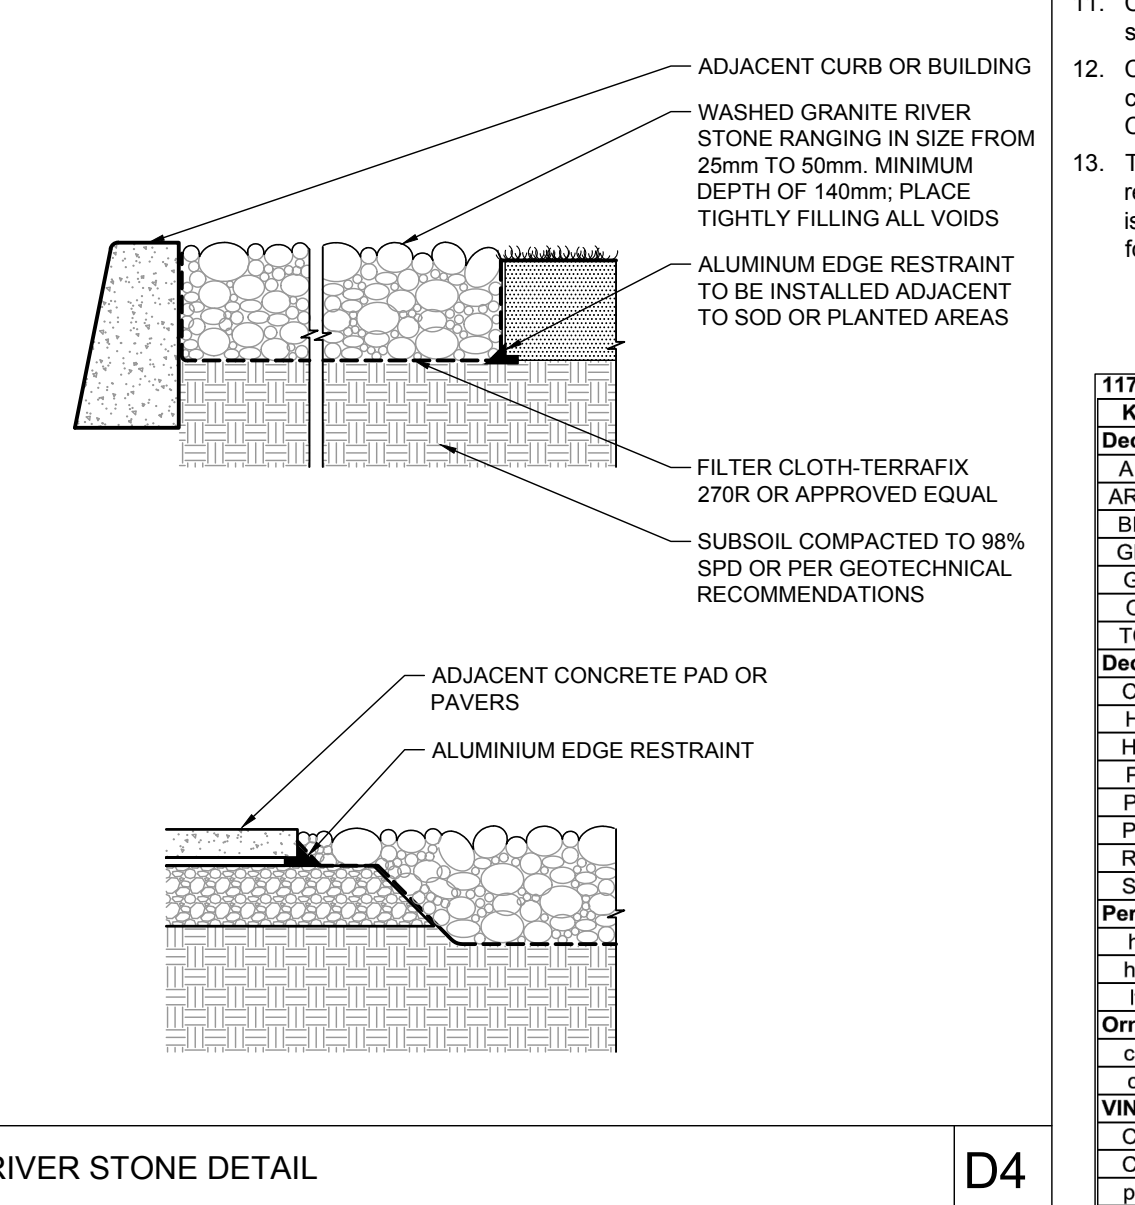 ADJACENT CURB OR BUILDING
WASHED GRANITE RIVER
STONE RANGING IN SIZE FROM
25mm TO 50mm. MINIMUM
DEPTH OF 140mm; PLACE
TIGHTLY FILLING ALL VOIDS
ALUMINUM EDGE RESTRAINT
TO BE INSTALLED ADJACENT
TO SOD OR PLANTED AREAS
FILTER CLOTH-TERRAFIX
270R OR APPROVED EQUAL
SUBSOIL COMPACTED TO 98%
SPD OR PER GEOTECHNICAL
RECOMMENDATIONS
ADJACENT CONCRETE PAD OR
PAVERS
ALUMINIUM EDGE RESTRAINT
RIVER STONE DETAIL
D4
11.
12.
13.
117